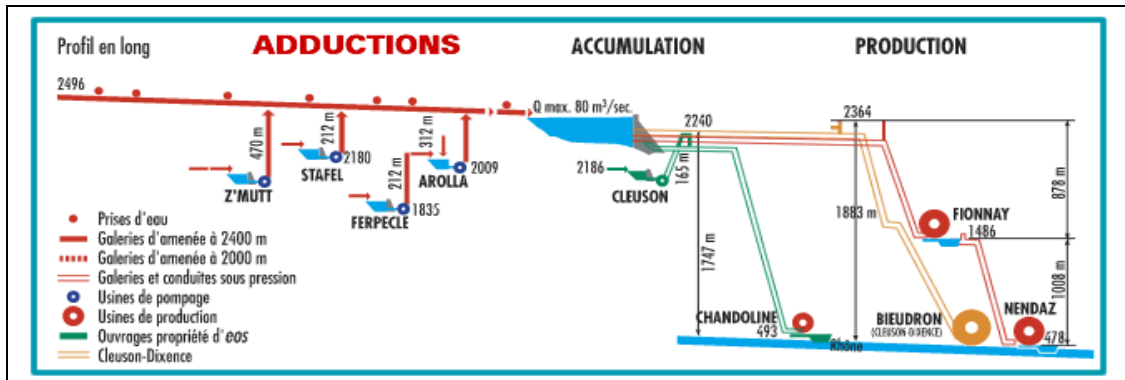 Profil en long
ADDUCTIONS
ACCUMULATION
PRODUCTION
2496
Q max. 80 m³/sec.
2240
2364
470 m
212 m
2180
STAFEL
Z'MUTT
212 m
312 m
2009
AROLLA
1835
FERPECLE
2186
165 m
CLEUSON
1747 m
1883 m
878 m
FIONNAY
1486
1008 m
CHANDOLINE
493
Rhône
BIEUDRON
(CLEUSON-DIXENCE)
NENDAZ
478
Prises d'eau
Galeries d'amenée à 2400 m
Galeries d'amenée à 2000 m
Galeries et conduites sous pression
Usines de pompage
Usines de production
Ouvrages propriété d'eos
Cleuson-Dixence